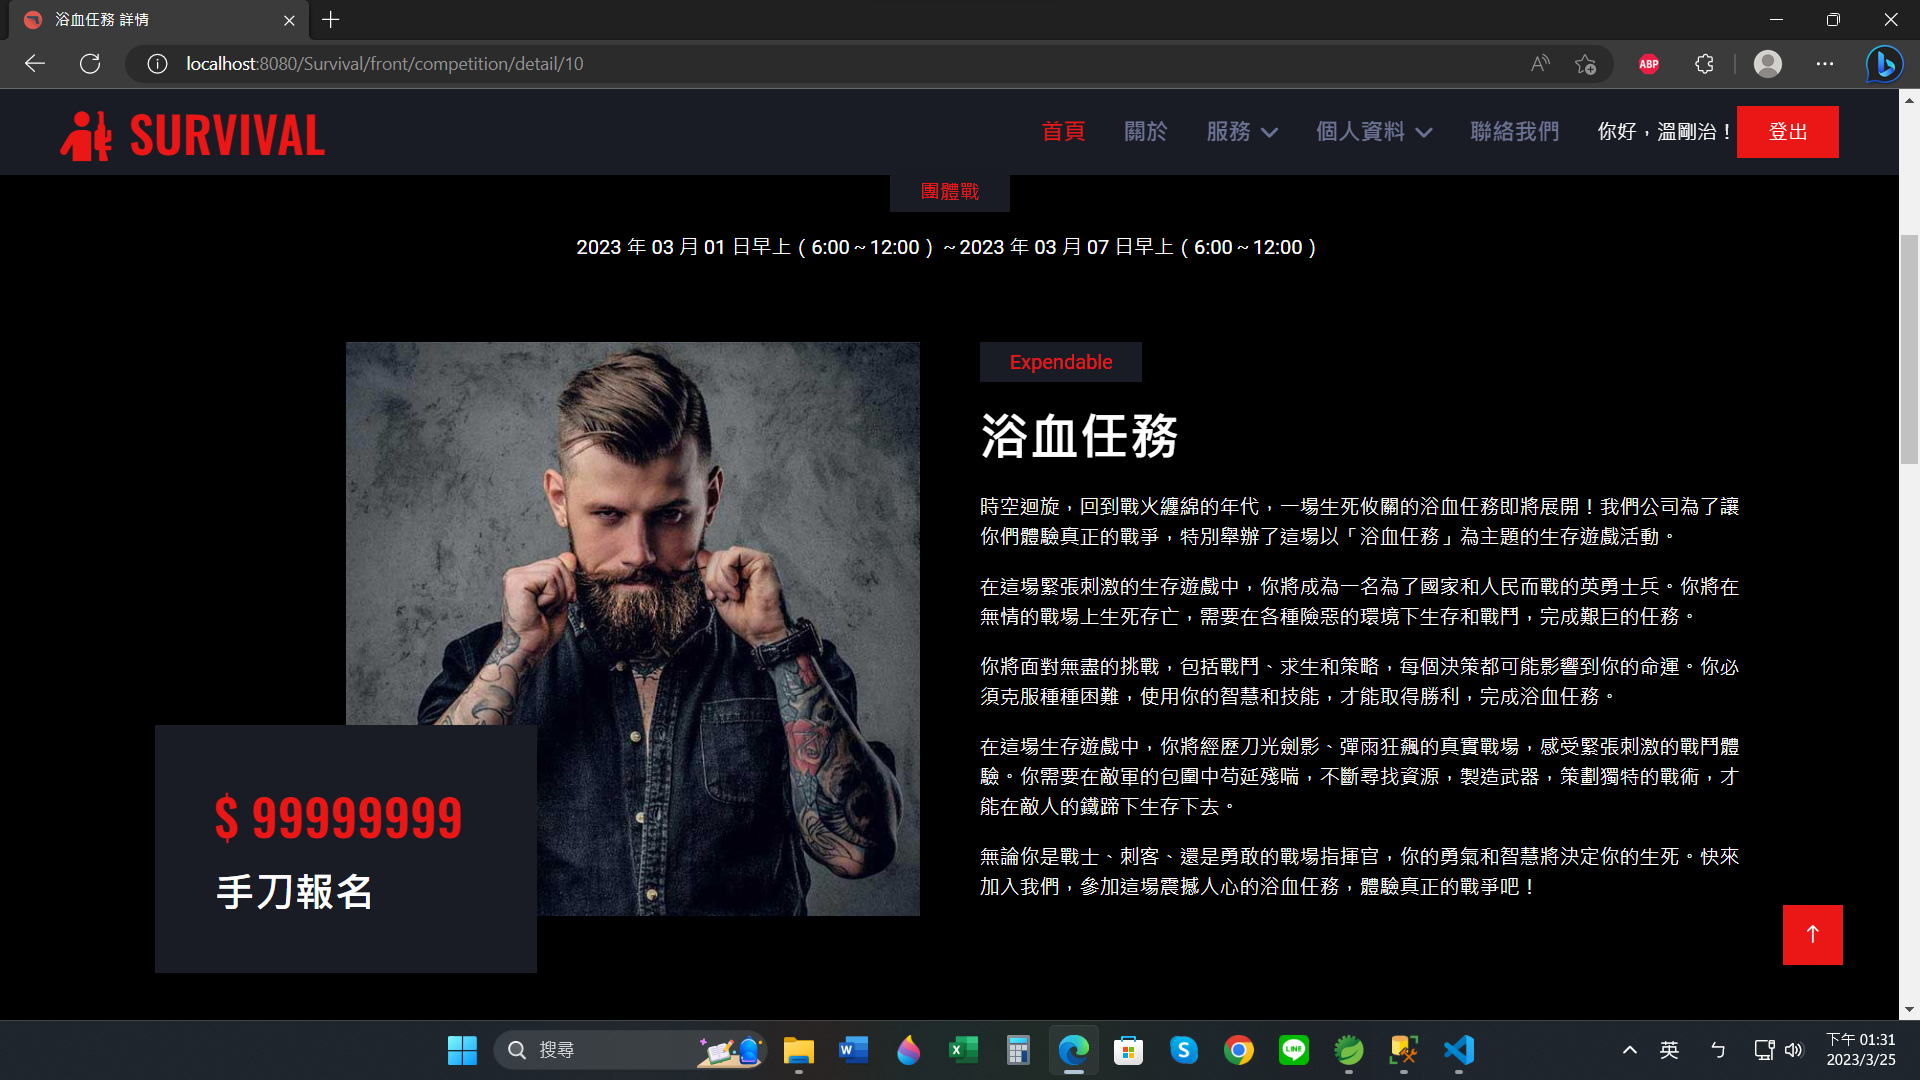 浴血任務 詳情
localhost:8080/Survival/front/competition/detail/10
ABP
SURVIVAL
首頁
關於
服務
個人資料
聯絡我們
你好，溫剛治！
登出
團體戰
2023 年 03 月 01 日早上（6:00～12:00）～2023 年 03 月 07 日早上（6:00～12:00）
Expendable
浴血任務
時空迴旋，回到戰火纏綿的年代，一場生死攸關的浴血任務即將展開！我們公司為了讓
你們體驗真正的戰爭，特別舉辦了這場以「浴血任務」為主題的生存遊戲活動。
在這場緊張刺激的生存遊戲中，你將成為一名為了國家和人民而戰的英勇士兵。你將在
無情的戰場上生死存亡，需要在各種險惡的環境下生存和戰鬥，完成艱巨的任務。
你將面對無盡的挑戰，包括戰鬥、求生和策略，每個決策都可能影響到你的命運。你必
須克服種種困難，使用你的智慧和技能，才能取得勝利，完成浴血任務。
在這場生存遊戲中，你將經歷刀光劍影、彈雨狂飆的真實戰場，感受緊張刺激的戰鬥體
驗。你需要在敵軍的包圍中苟延殘喘，不斷尋找資源，製造武器，策劃獨特的戰術，才
能在敵人的鐵蹄下生存下去。
無論你是戰士、刺客、還是勇敢的戰場指揮官，你的勇氣和智慧將決定你的生死。快來
加入我們，參加這場震撼人心的浴血任務，體驗真正的戰爭吧！
$ 99999999
手刀報名
搜尋
LINE
英
ㄅ
下午 01:31
2023/3/25